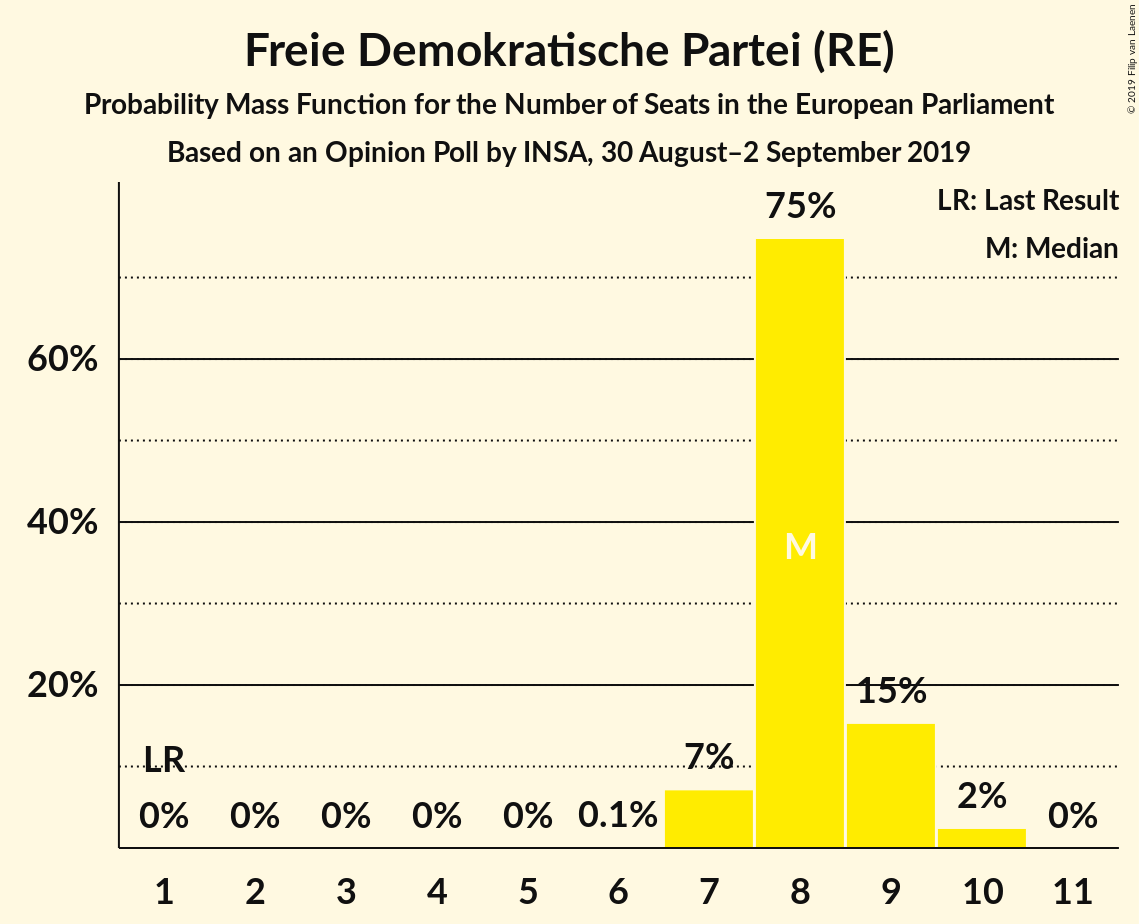 Freie Demokratische Partei (RE)
Probability Mass Function for the Number of Seats in the European Parliament
Based on an Opinion Poll by INSA, 30 August–2 September 2019
© 2019 Filip van Laenen
LR: Last Result
M: Median
75%
60%
40%
M
20%
15%
LR
7%
0% 0% 0% 0% 0% 0.1% 2% 0%
1 2 3 4 5 6 7 8 9 10 11